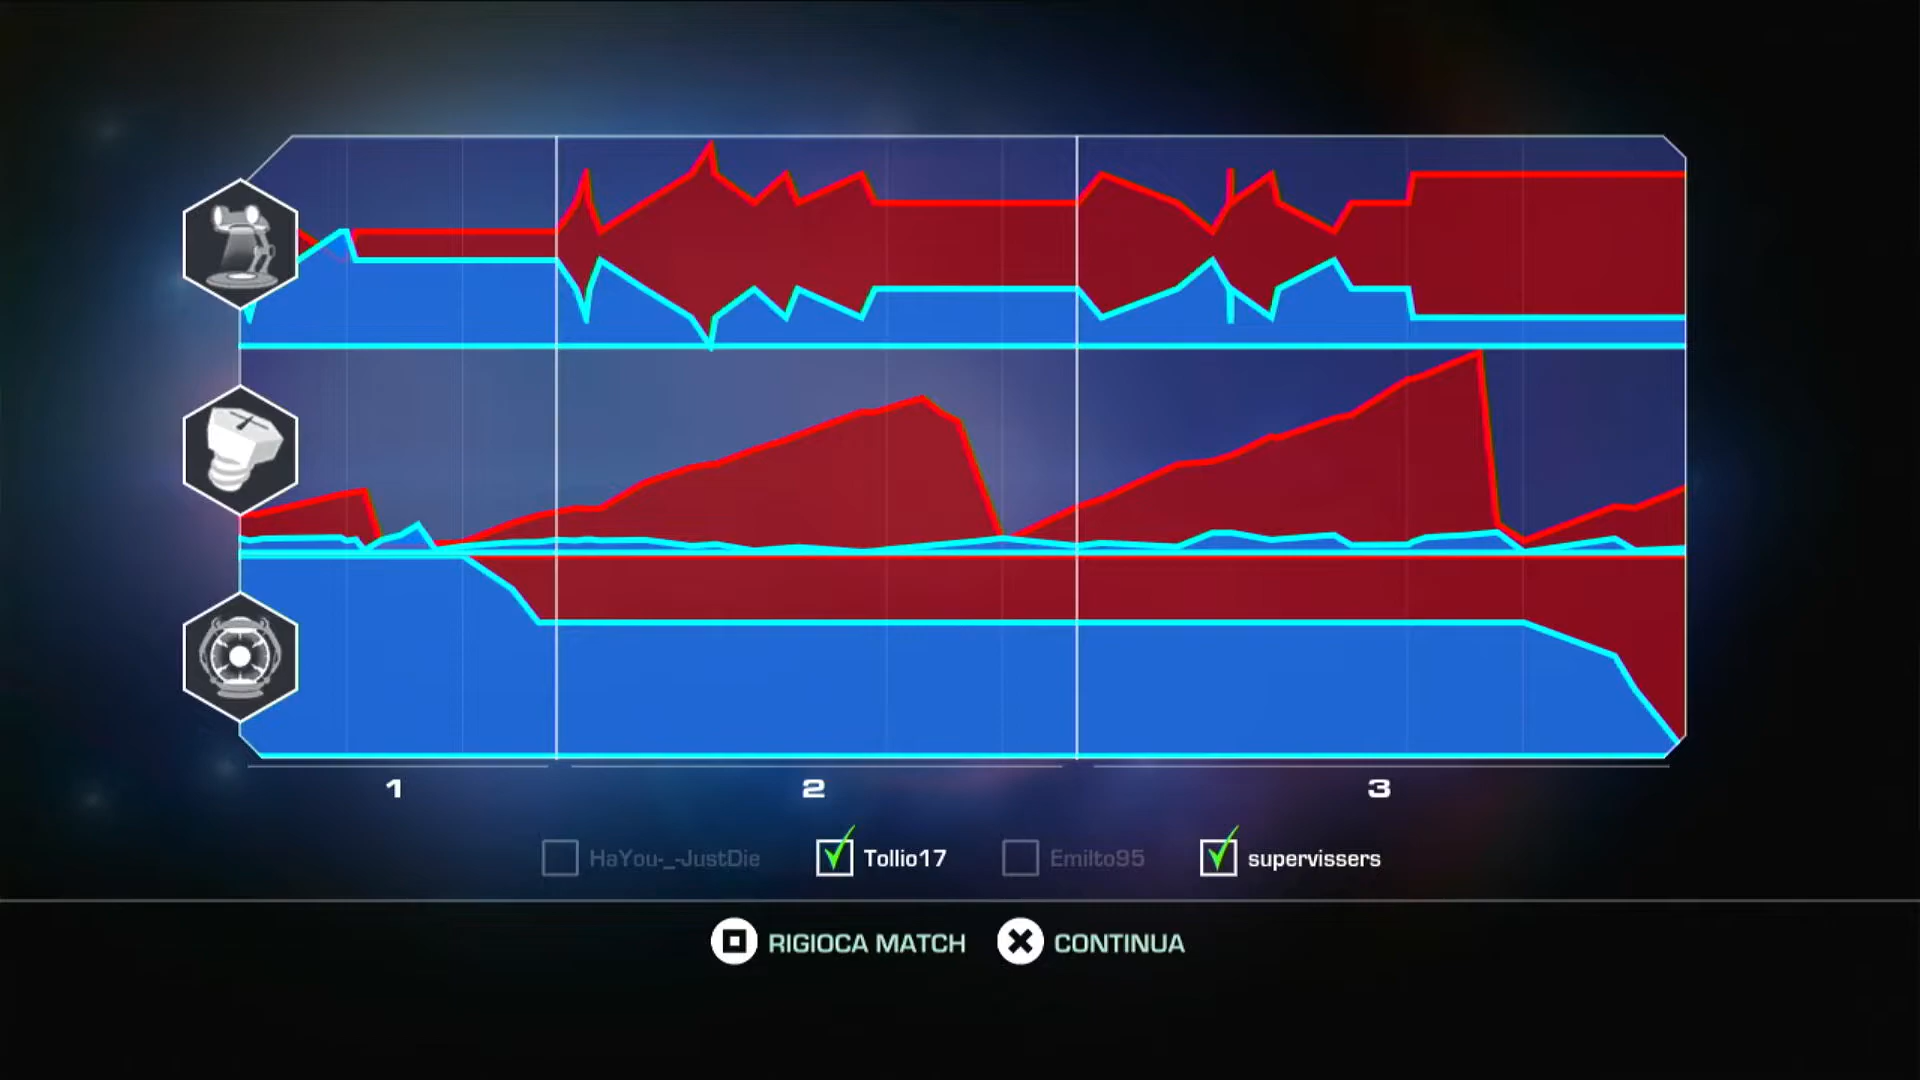 1 2 3
HaYou-_-JustDie Tollio17 Emilto95 supervissers
RIGIOCA MATCH CONTINUA